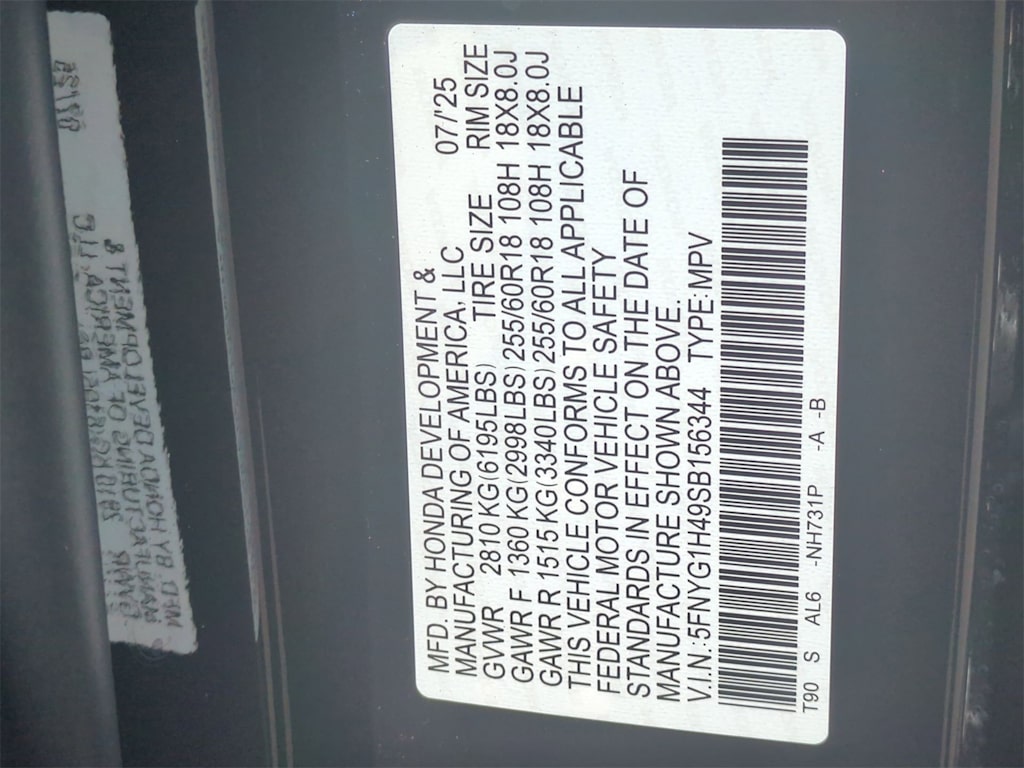 MFD. BY HONDA DEVELOPMENT &
MANUFACTURING OF AMERICA, LLC 07/'25
GVWR 2810 KG(6195LBS) TIRE SIZE RIM SIZE
GAWR F 1360 KG(2998LBS) 255/60R18 108H 18X8.0J
GAWR R 1515 KG(3340LBS) 255/60R18 108H 18X8.0J
THIS VEHICLE CONFORMS TO ALL APPLICABLE
FEDERAL MOTOR VEHICLE SAFETY
STANDARDS IN EFFECT ON THE DATE OF
MANUFACTURE SHOWN ABOVE.
V.I.N.:5FNYG1H49SB156344 TYPE:MPV
T90 S AL6 -NH731P -A -B